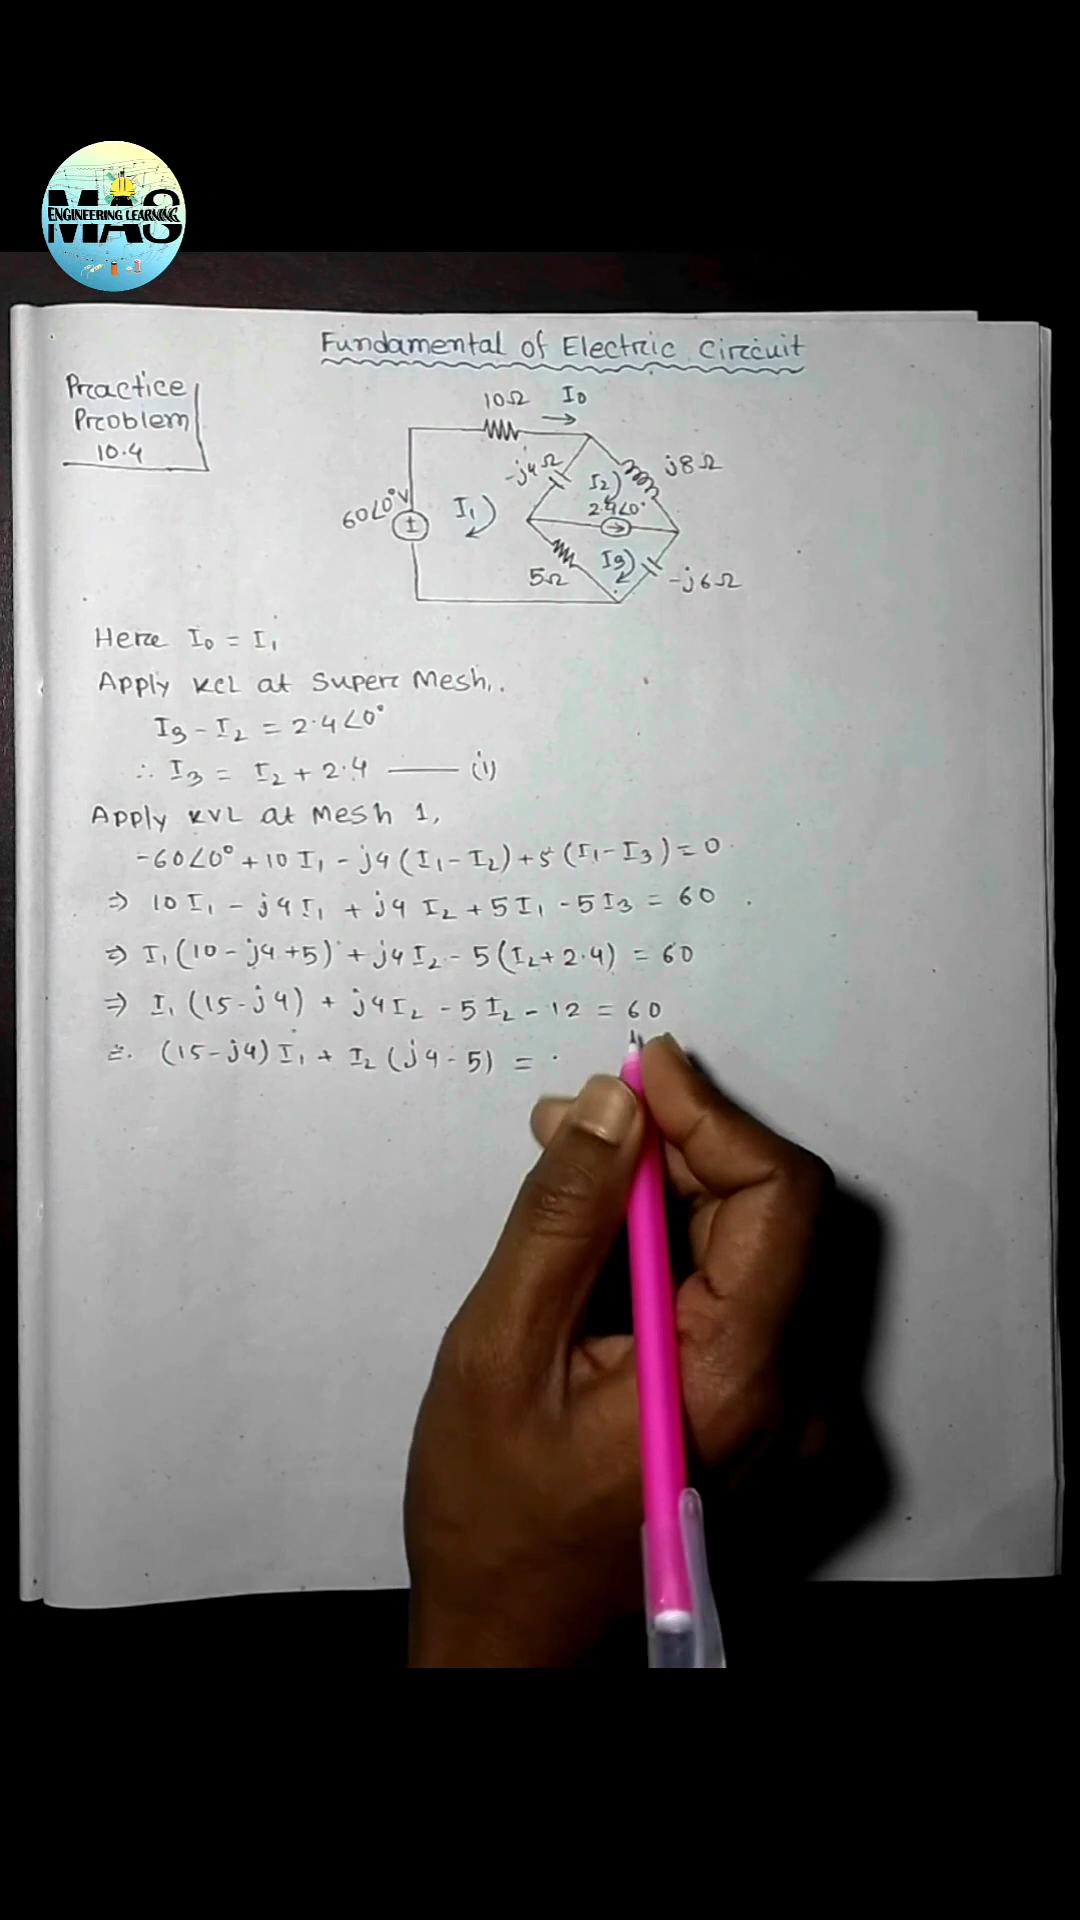 MAS
ENGINEERING LEARNING
Fundamental of Electric Circuit
Practice
Problem
10.4
10Ω
I₀
-j4Ω
j8Ω
I₂
2.4∠0°
60∠0°V
I₁
I₃
5Ω
-j6Ω
Here I₀ = I₁
Apply KCL at Super Mesh,.
I₃ - I₂ = 2.4∠0°
∴ I₃ = I₂ + 2.4 —— (i)
Apply KVL at Mesh 1,
-60∠0° + 10 I₁ - j4 (I₁ - I₂) + 5 (I₁ - I₃) = 0
⇒ 10 I₁ - j4 I₁ + j4 I₂ + 5 I₁ - 5 I₃ = 60
⇒ I₁ (10 - j4 + 5) + j4 I₂ - 5 (I₂ + 2.4) = 60
⇒ I₁ (15 - j4) + j4 I₂ - 5 I₂ - 12 = 60
∴ (15 - j4) I₁ + I₂ (j4 - 5) =